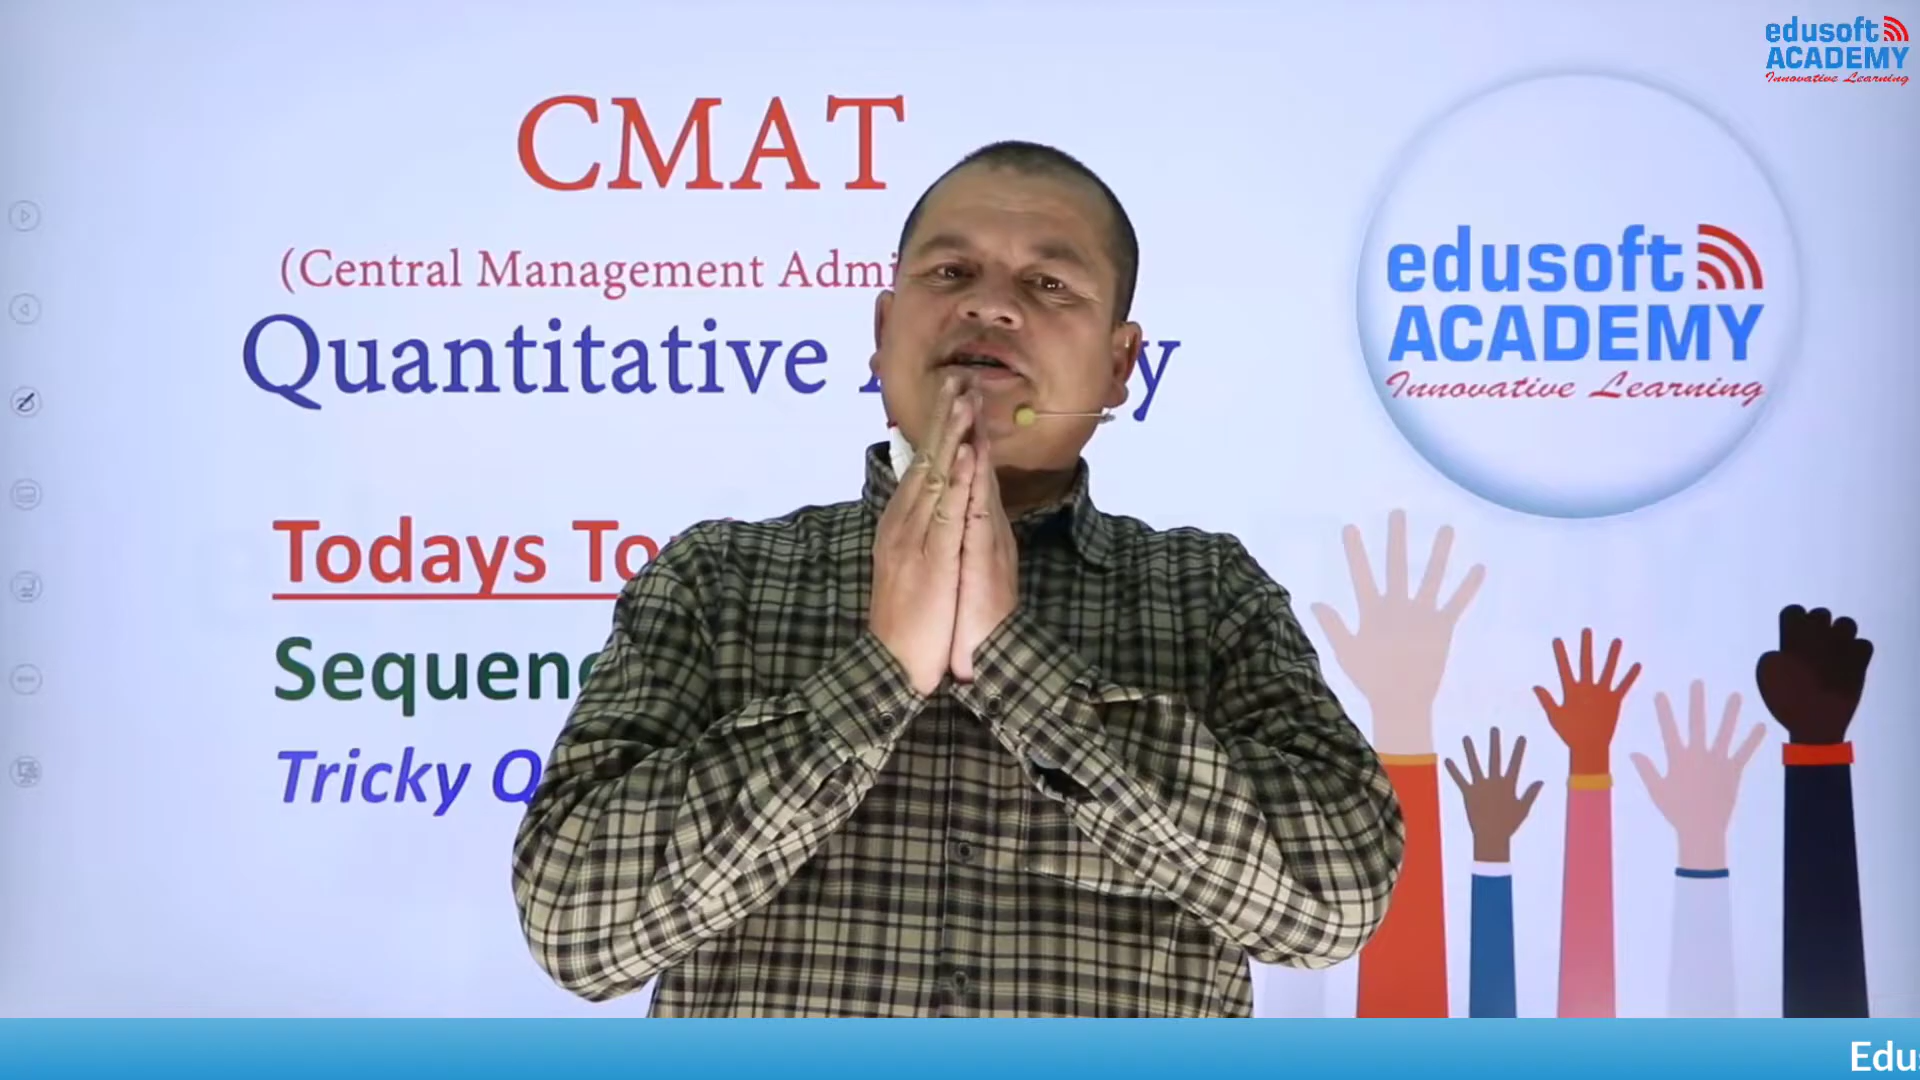 edusoft
ACADEMY
Innovative Learning
CMAT
(Central Management Admi
Quantitative A y
edusoft
ACADEMY
Innovative Learning
Todays To
Sequen
Tricky Q
Edu